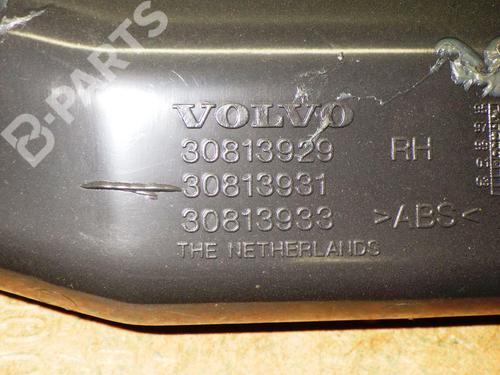 B-PARTS
VOLVO
30813929 RH
30813931
30813933 >ABS<
THE NETHERLANDS